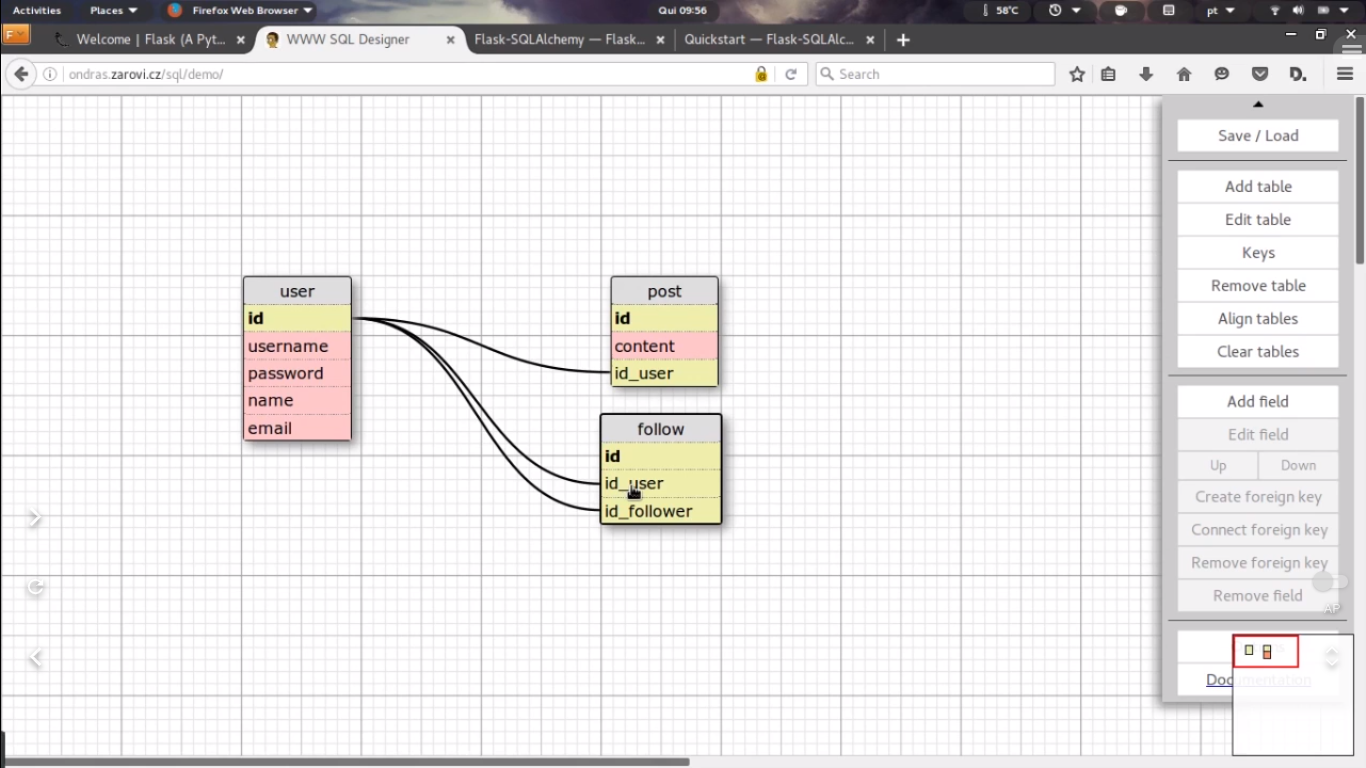 Activities Places Firefox Web Browser Qui 09:56 58°C pt
F Welcome | Flask (A Pyt... WWW SQL Designer Flask-SQLAlchemy — Flask... Quickstart — Flask-SQLAlc...
ondras.zarovi.cz/sql/demo/ Search D.
Save / Load
Add table
Edit table
Keys
Remove table
Align tables
Clear tables
Add field
Edit field
Up Down
Create foreign key
Connect foreign key
Remove foreign key
Remove field
AP
Documentation
user
id
username
password
name
email
post
id
content
id_user
follow
id
id_user
id_follower